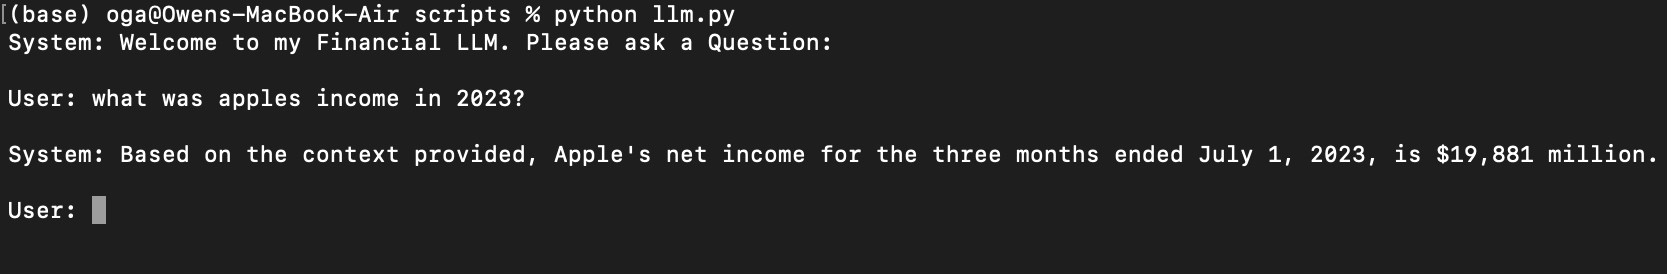 [(base) oga@Owens-MacBook-Air scripts % python llm.py
System: Welcome to my Financial LLM. Please ask a Question:
User: what was apples income in 2023?
System: Based on the context provided, Apple's net income for the three months ended July 1, 2023, is $19,881 million.
User: